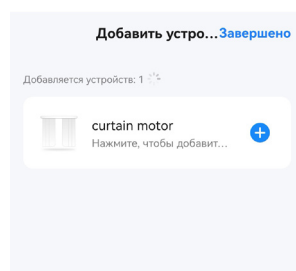 Добавить устро...Завершено
Добавляется устройств: 1
curtain motor
Нажмите, чтобы добавит...